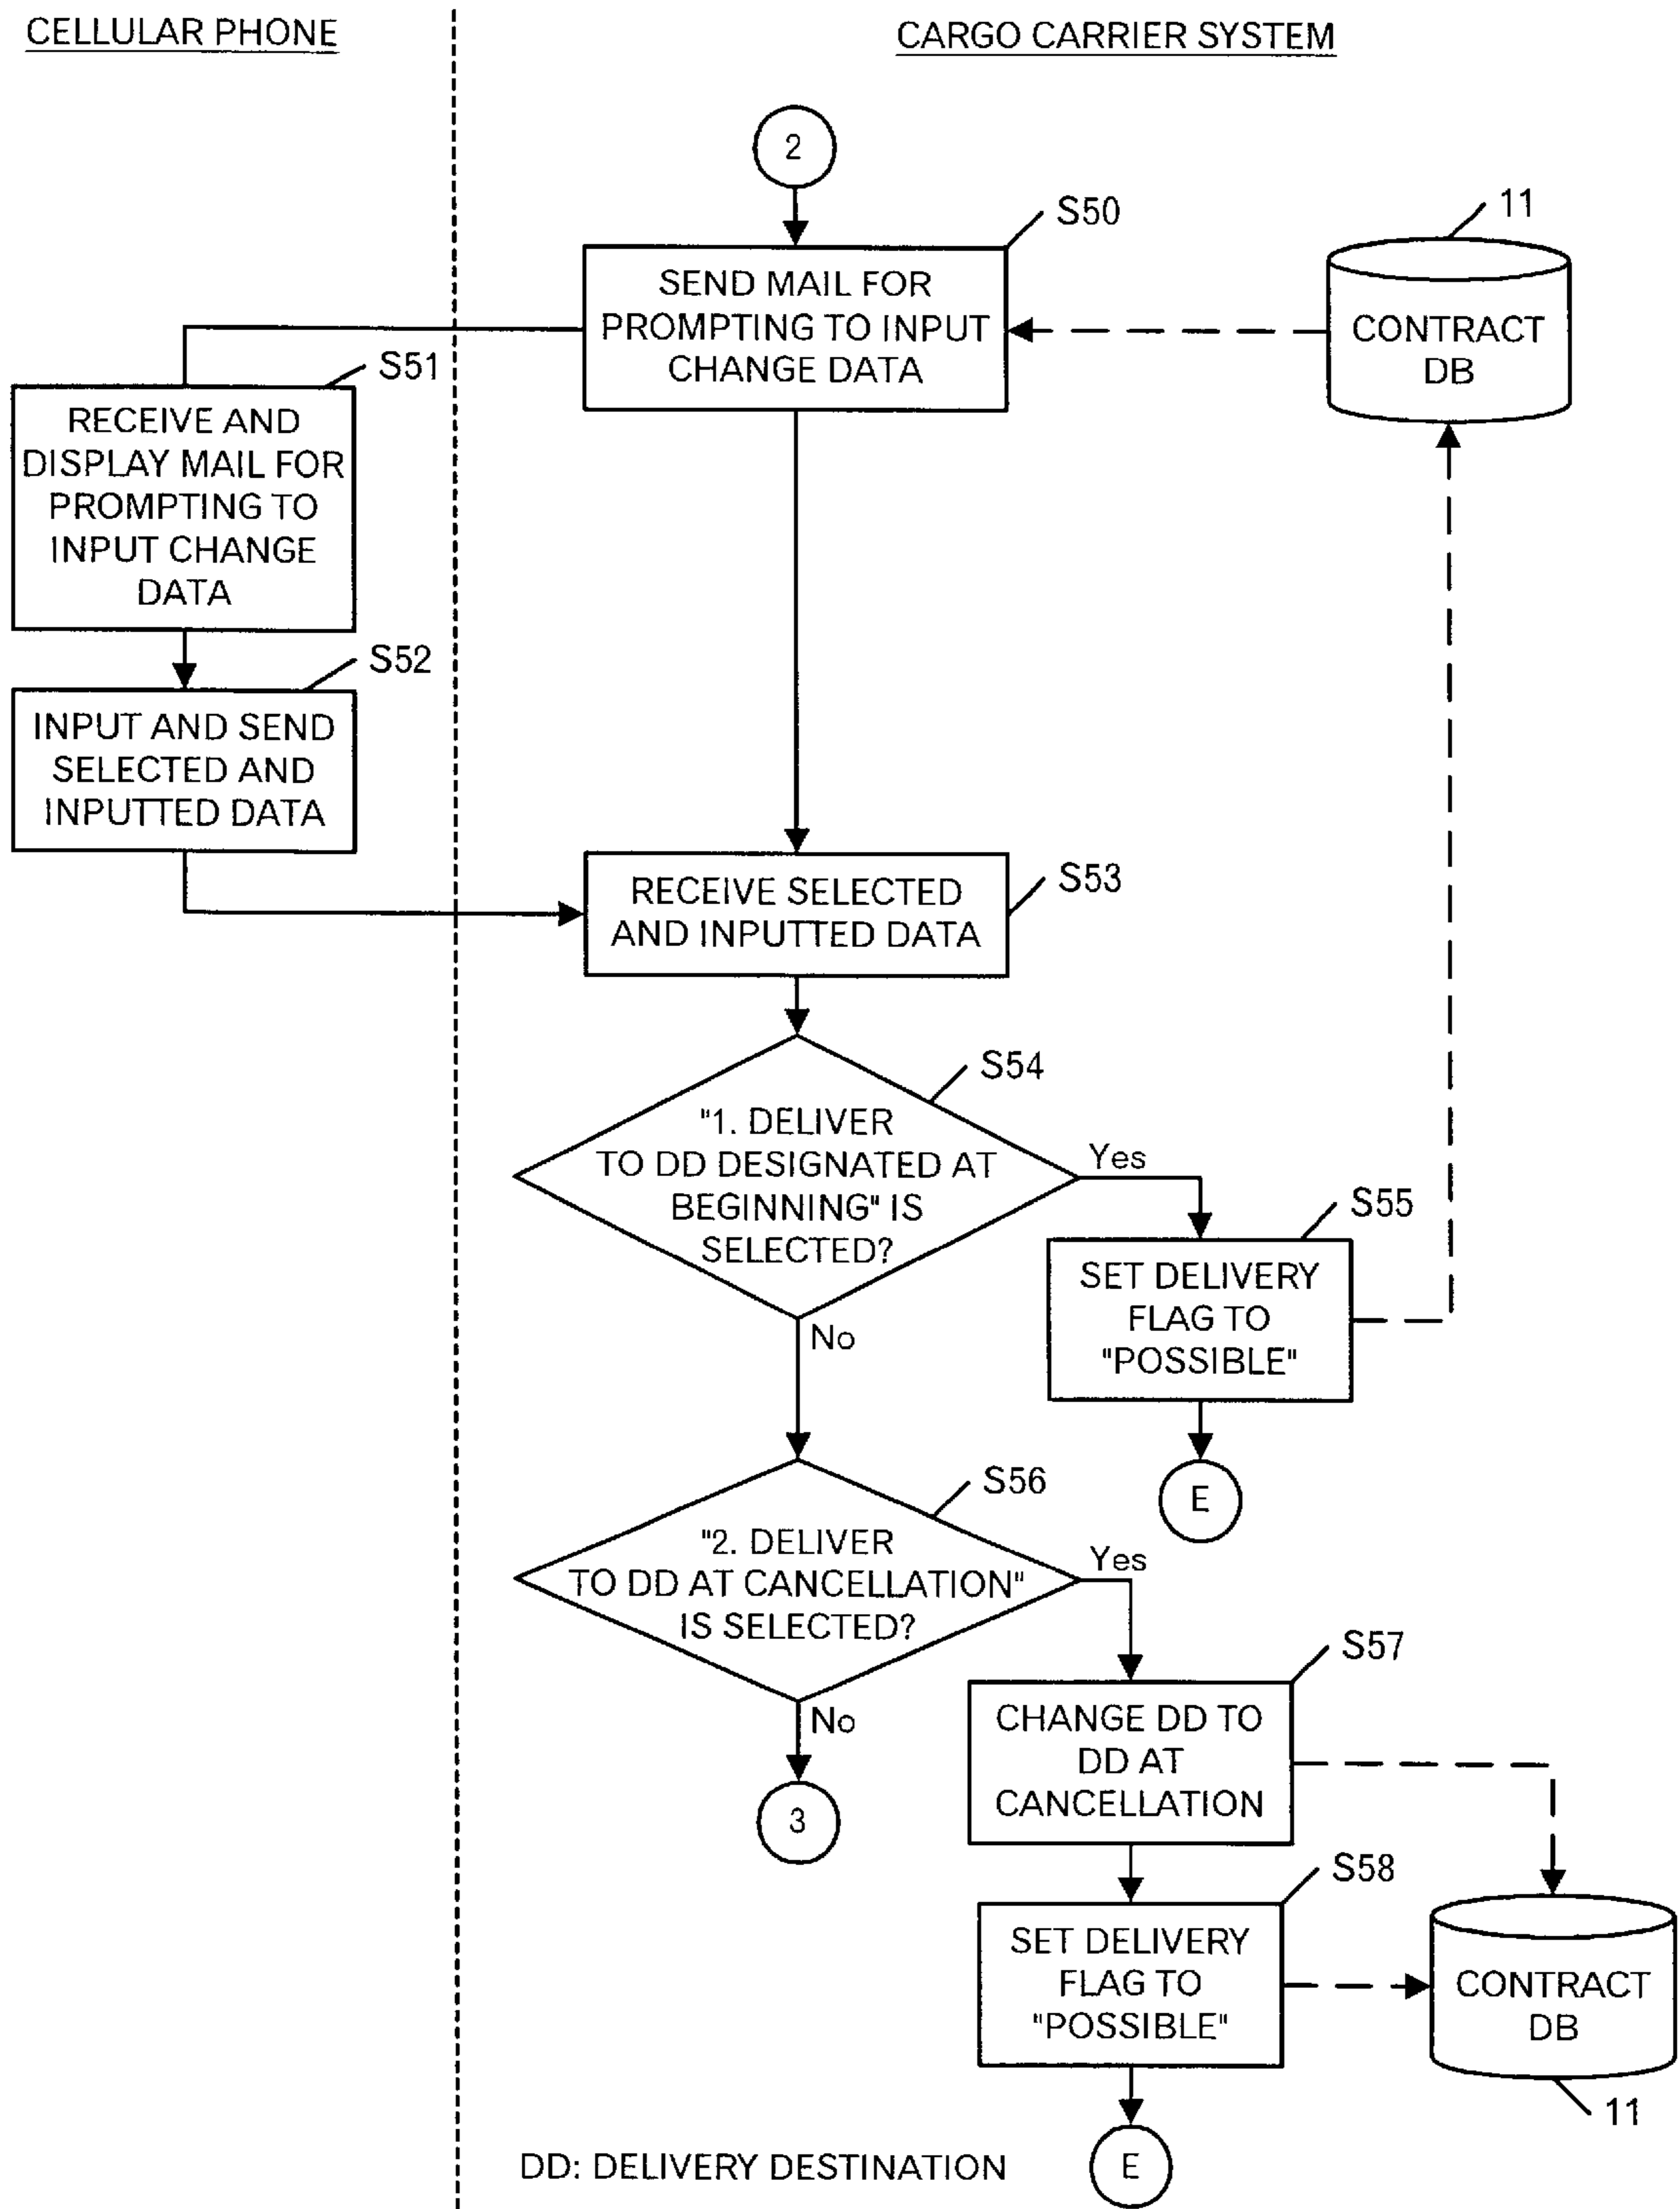 CELLULAR PHONE
CARGO CARRIER SYSTEM
2
S50
SEND MAIL FOR
PROMPTING TO INPUT
CHANGE DATA
11
CONTRACT
DB
S51
RECEIVE AND
DISPLAY MAIL FOR
PROMPTING TO
INPUT CHANGE
DATA
S52
INPUT AND SEND
SELECTED AND
INPUTTED DATA
S53
RECEIVE SELECTED
AND INPUTTED DATA
S54
"1. DELIVER
TO DD DESIGNATED AT
BEGINNING" IS
SELECTED?
Yes
No
S55
SET DELIVERY
FLAG TO
"POSSIBLE"
E
S56
"2. DELIVER
TO DD AT CANCELLATION"
IS SELECTED?
Yes
No
3
S57
CHANGE DD TO
DD AT
CANCELLATION
S58
SET DELIVERY
FLAG TO
"POSSIBLE"
CONTRACT
DB
11
E
DD: DELIVERY DESTINATION